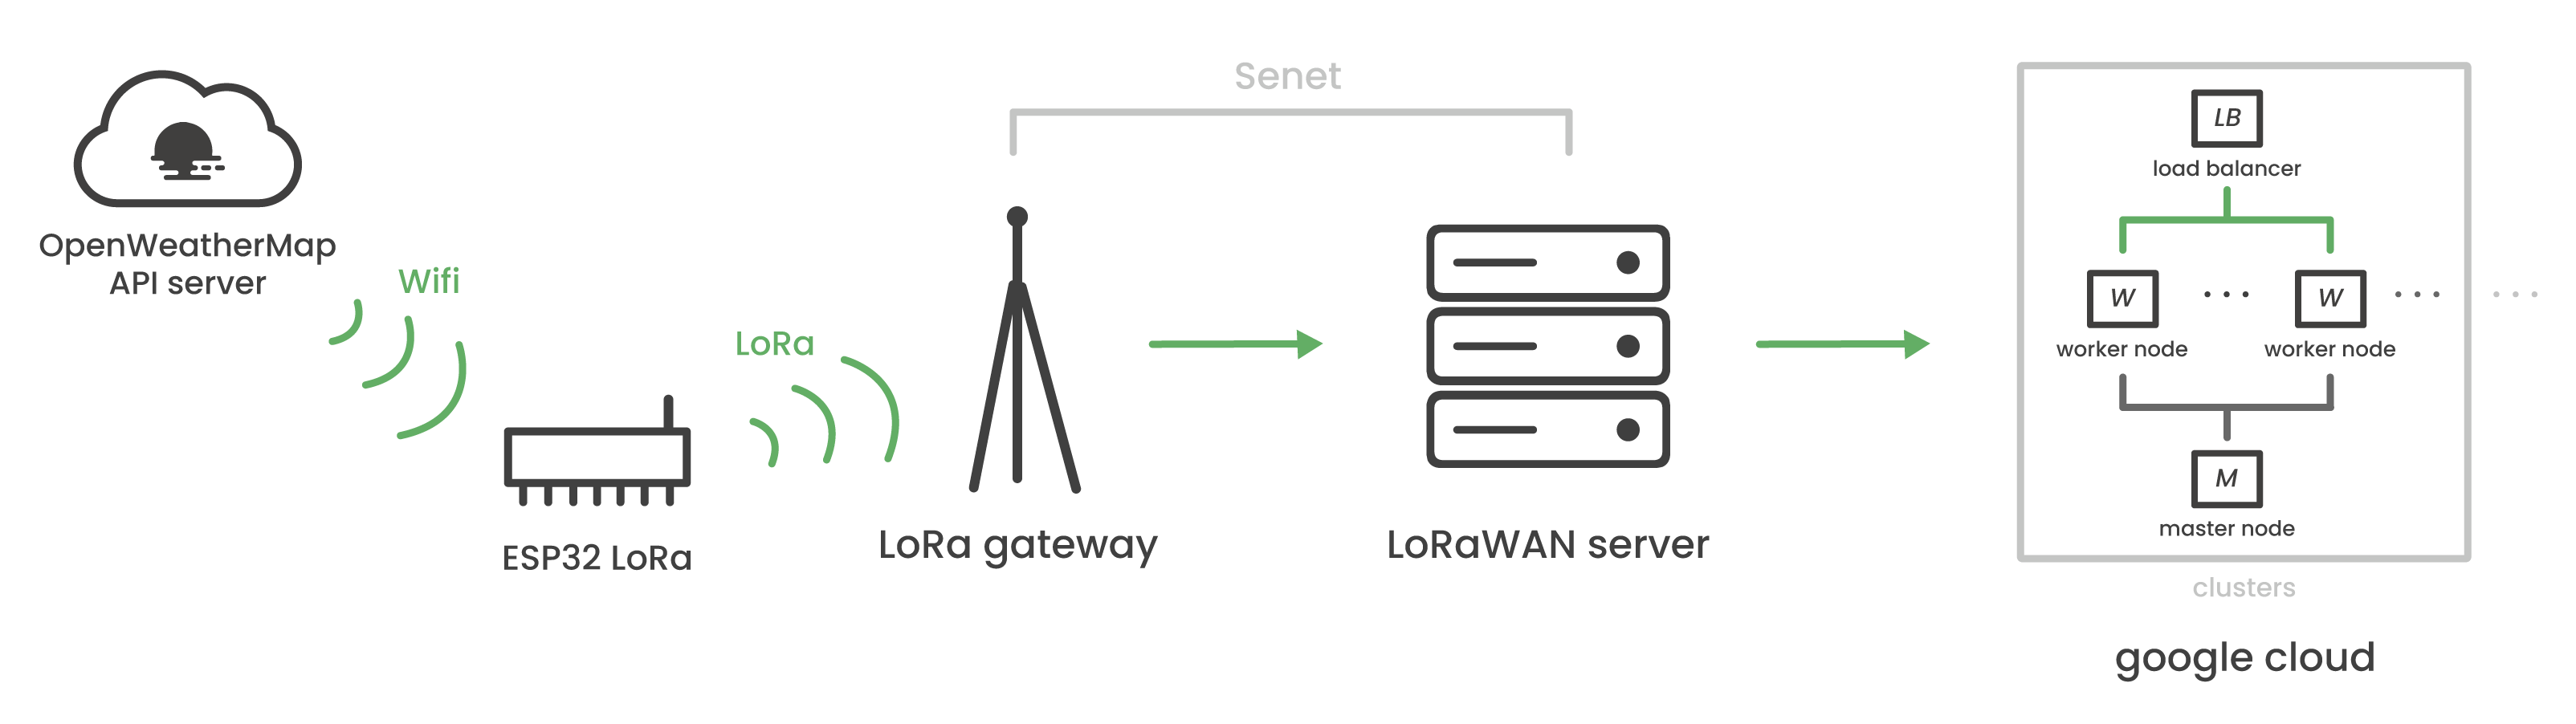 OpenWeatherMap
API server
Wifi
ESP32 LoRa
LoRa
Senet
LoRa gateway
LoRaWAN server
LB
load balancer
W
worker node
...
W
worker node
...
...
M
master node
clusters
google cloud